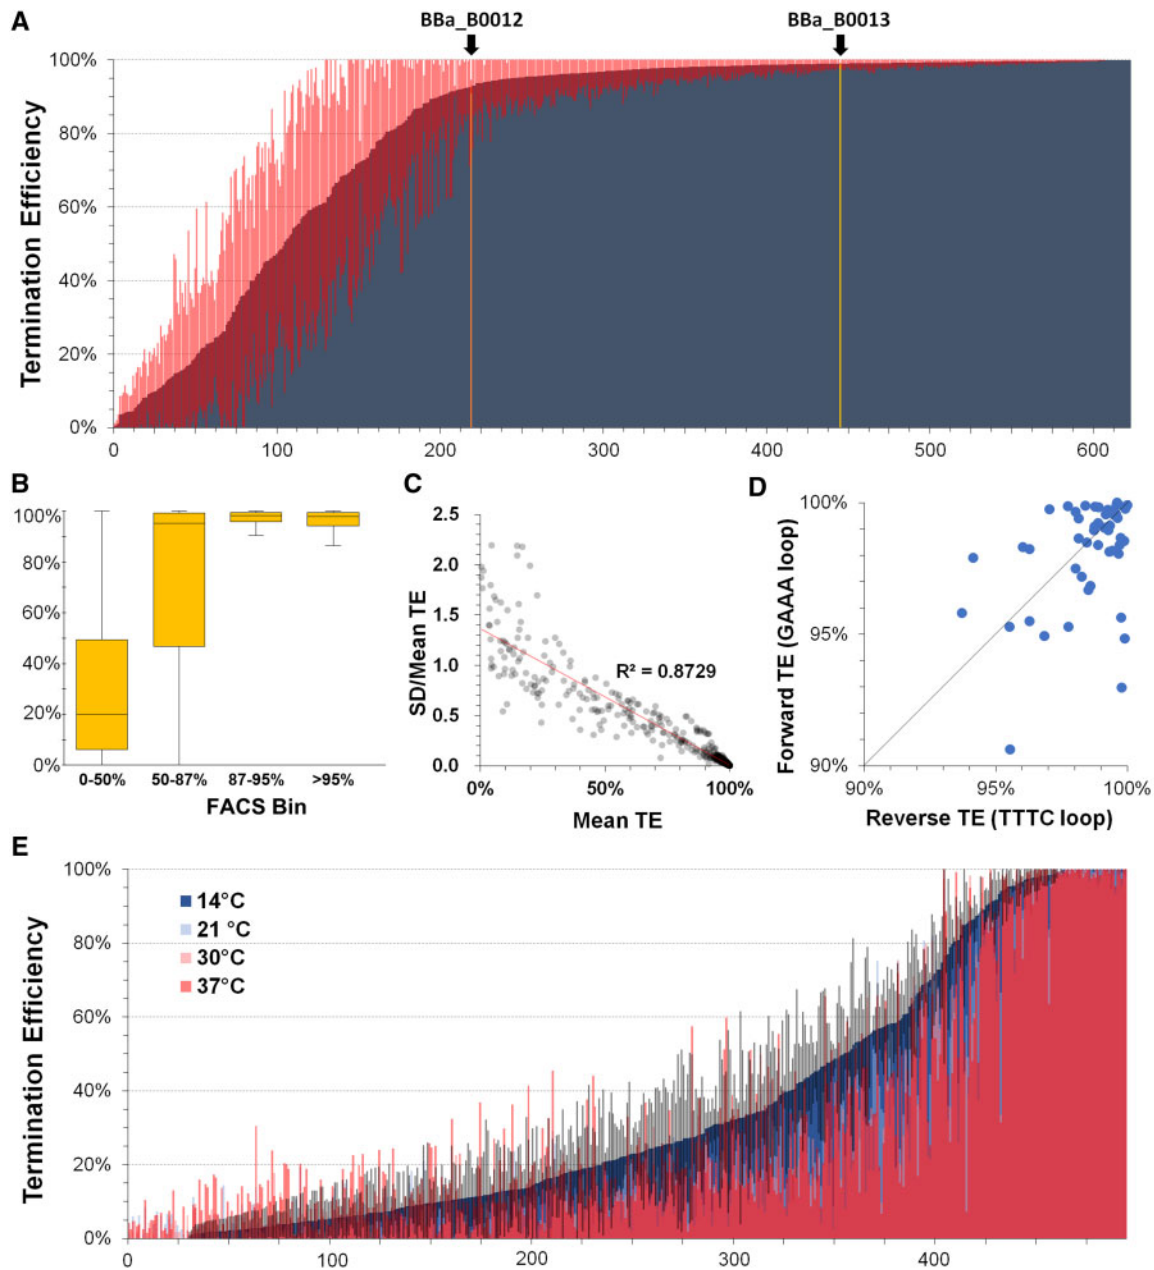 A
BBa_B0012
BBa_B0013
Termination Efficiency
100%
80%
60%
40%
20%
0%
0
100
200
300
400
500
600
B
100%
80%
60%
40%
20%
0%
0-50%
50-87%
87-95%
>95%
FACS Bin
C
SD/Mean TE
2.5
2.0
1.5
1.0
0.5
0.0
R² = 0.8729
0%
50%
100%
Mean TE
D
Forward TE (GAAA loop)
100%
95%
90%
90%
95%
100%
Reverse TE (TTTC loop)
E
Termination Efficiency
100%
80%
60%
40%
20%
0%
14°C
21 °C
30°C
37°C
0
100
200
300
400